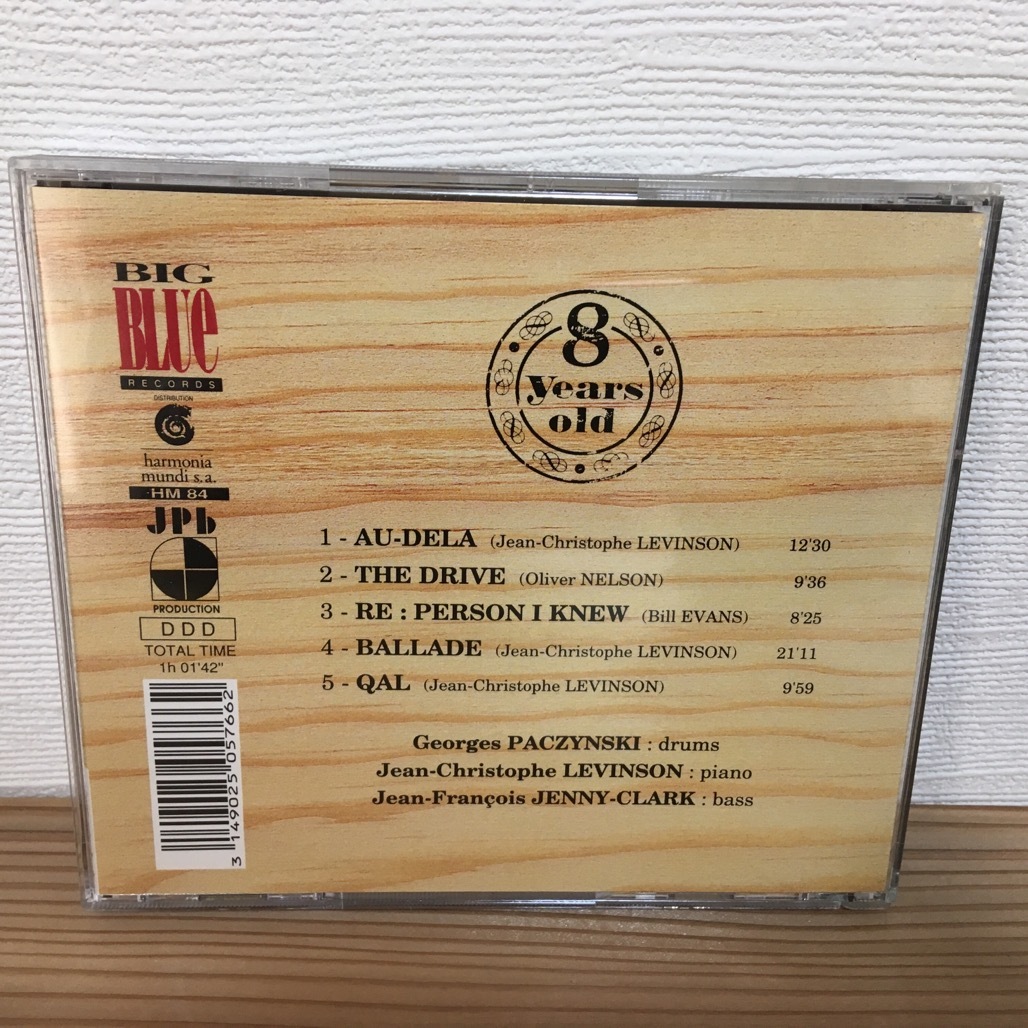 BIG
BLUE
RECORDS
DISTRIBUTION
harmonia
mundi s.a.
HM 84
JPb
PRODUCTION
DDD
TOTAL TIME
1h 01'42"
3 149025 057662
8
years
old
1 - AU-DELA (Jean-Christophe LEVINSON) 12'30
2 - THE DRIVE (Oliver NELSON) 9'36
3 - RE : PERSON I KNEW (Bill EVANS) 8'25
4 - BALLADE (Jean-Christophe LEVINSON) 21'11
5 - QAL (Jean-Christophe LEVINSON) 9'59
Georges PACZYNSKI : drums
Jean-Christophe LEVINSON : piano
Jean-François JENNY-CLARK : bass